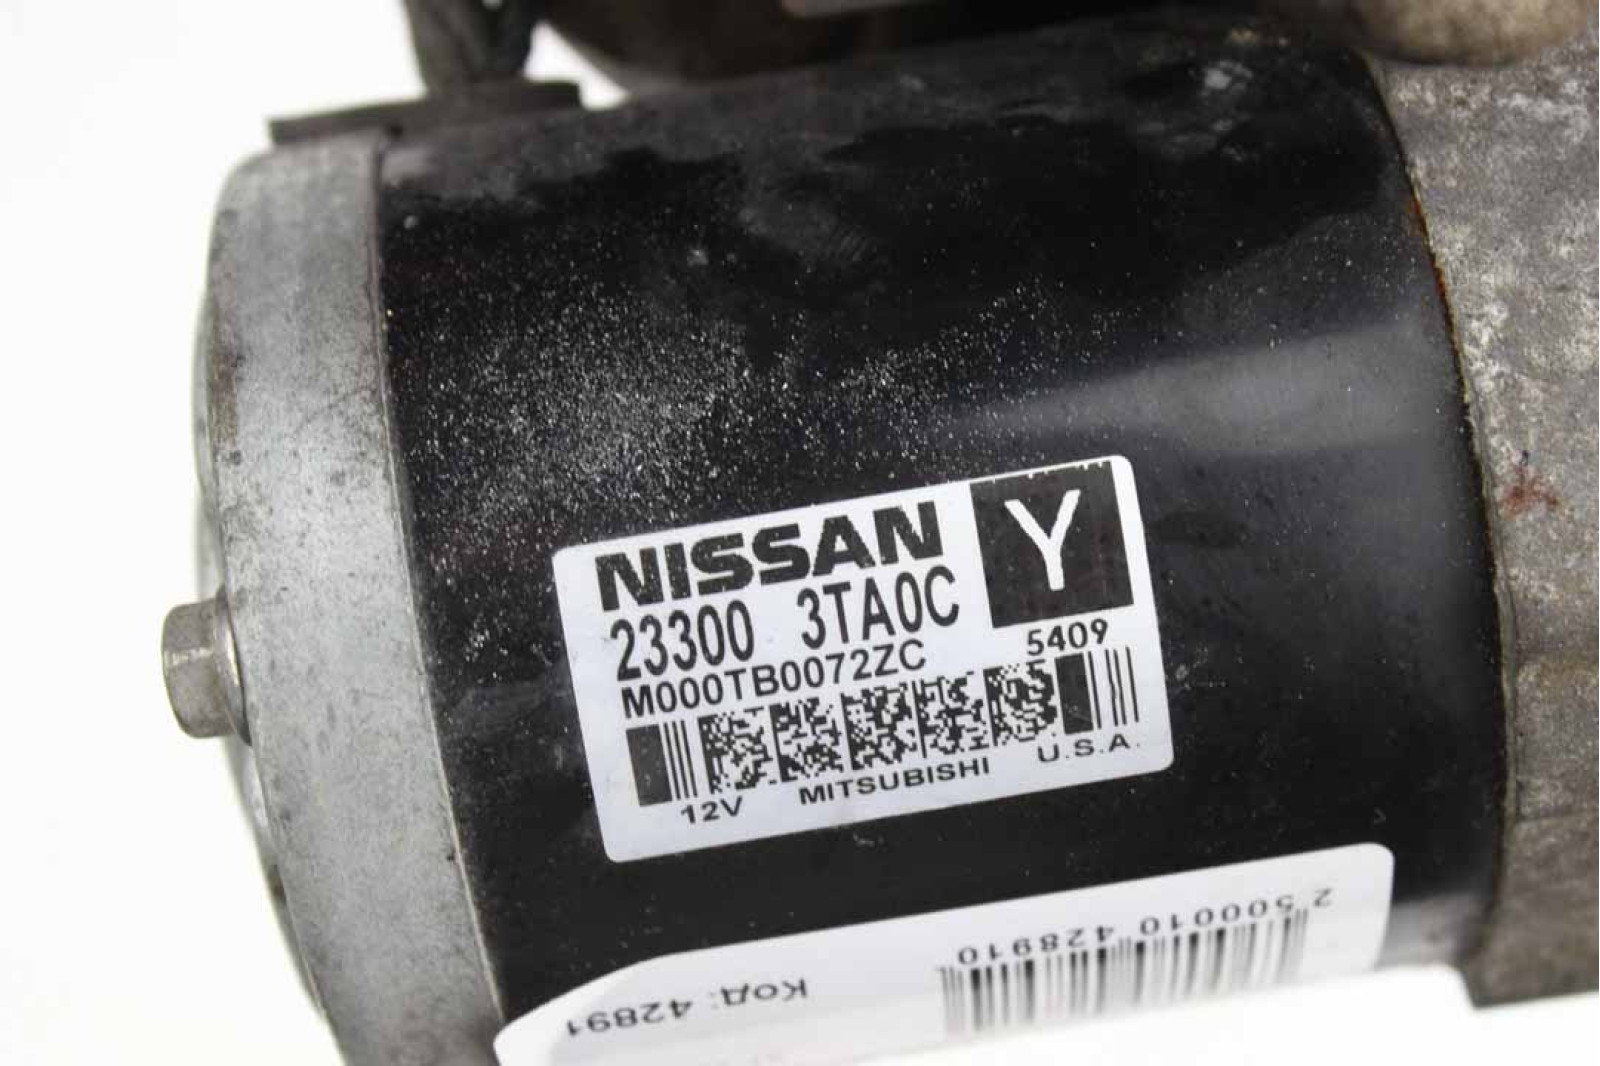 NISSAN Y
23300 3TA0C
M000TB0072ZC 5409
12V MITSUBISHI U.S.A.
2 500010 428910
Код: 42891